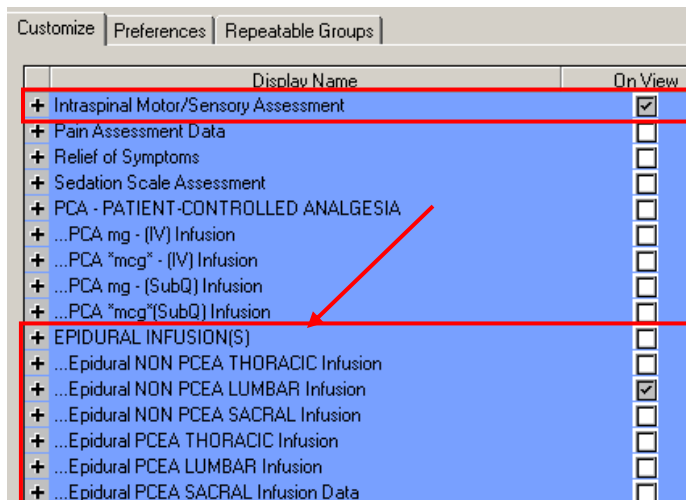 Customize Preferences Repeatable Groups
Display Name On View
+ Intraspinal Motor/Sensory Assessment
+ Pain Assessment Data
+ Relief of Symptoms
+ Sedation Scale Assessment
+ PCA - PATIENT-CONTROLLED ANALGESIA
+ ...PCA mg - (IV) Infusion
+ ...PCA *mcg* - (IV) Infusion
+ ...PCA mg - (SubQ) Infusion
+ ...PCA *mcg*(SubQ) Infusion
+ EPIDURAL INFUSION(S)
+ ...Epidural NON PCEA THORACIC Infusion
+ ...Epidural NON PCEA LUMBAR Infusion
+ ...Epidural NON PCEA SACRAL Infusion
+ ...Epidural PCEA THORACIC Infusion
+ ...Epidural PCEA LUMBAR Infusion
+ ...Epidural PCEA SACRAL Infusion Data